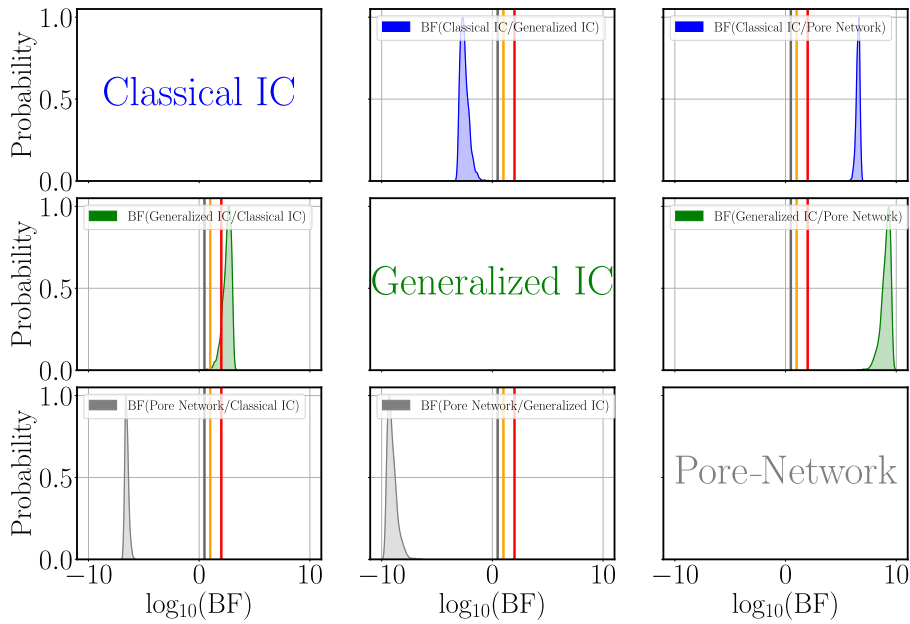 Probability
1.0
0.5
0.0
Classical IC
−10
0
10
BF(Classical IC/Generalized IC)
BF(Classical IC/Pore Network)
Probability
1.0
0.5
0.0
BF(Generalized IC/Classical IC)
Generalized IC
BF(Generalized IC/Pore Network)
Probability
1.0
0.5
0.0
BF(Pore Network/Classical IC)
BF(Pore Network/Generalized IC)
Pore-Network
−10
0
10
−10
0
10
−10
0
10
log10(BF)
log10(BF)
log10(BF)